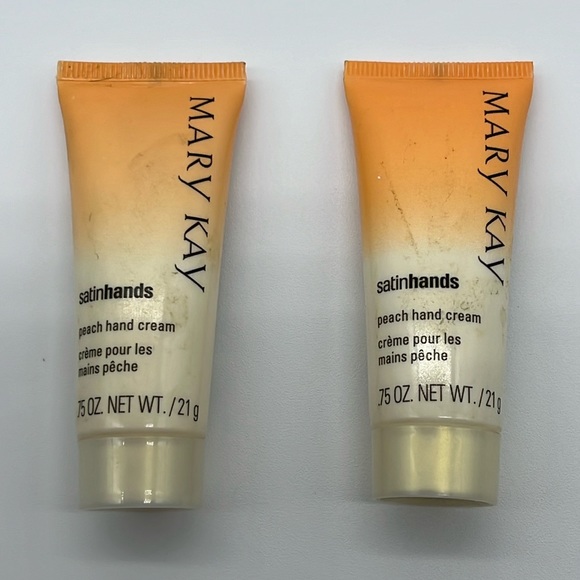 MARY KAY
satinhands
peach hand cream
crème pour les
mains pêche
.75 OZ. NET WT. / 21 g
MARY KAY
satinhands
peach hand cream
crème pour les
mains pêche
.75 OZ. NET WT. / 21 g